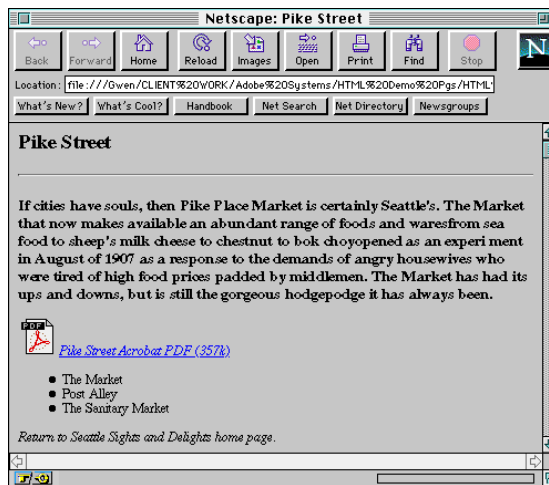 Netscape: Pike Street
Back Forward Home Reload Images Open Print Find Stop N
Location: file:///Gwen/CLIENT%20WORK/Adobe%20Systems/HTML%20Demo%20Pgs/HTML
What's New? What's Cool? Handbook Net Search Net Directory Newsgroups
Pike Street
If cities have souls, then Pike Place Market is certainly Seattle's. The Market
that now makes available an abundant range of foods and waresfrom sea
food to sheep's milk cheese to chestnut to bok choyopened as an experi ment
in August of 1907 as a response to the demands of angry housewives who
were tired of high food prices padded by middlemen. The Market has had its
ups and downs, but is still the gorgeous hodgepodge it has always been.
PDF
Pike Street Acrobat PDF (357k)
The Market
Post Alley
The Sanitary Market
Return to Seattle Sights and Delights home page.